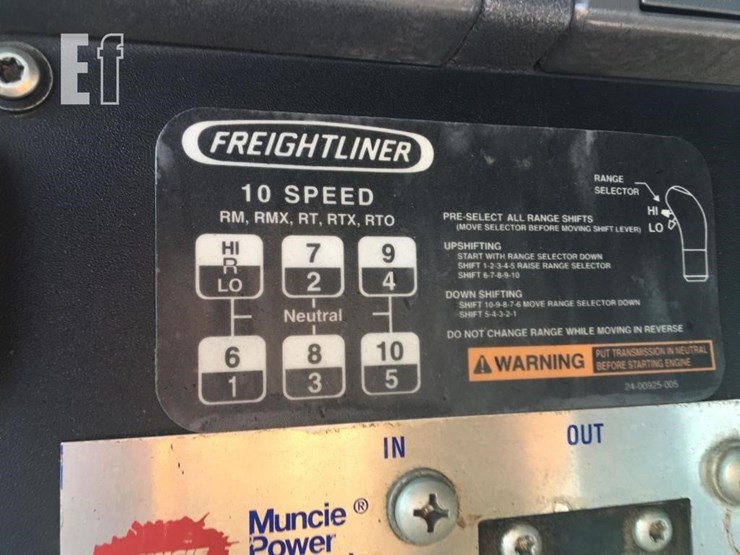 Ef
FREIGHTLINER
10 SPEED
RM, RMX, RT, RTX, RTO
HI
R
LO
7
2
9
4
Neutral
6
1
8
3
10
5
RANGE
SELECTOR
HI
LO
PRE-SELECT ALL RANGE SHIFTS
(MOVE SELECTOR BEFORE MOVING SHIFT LEVER)
UPSHIFTING
START WITH RANGE SELECTOR DOWN
SHIFT 1-2-3-4-5 RAISE RANGE SELECTOR
SHIFT 6-7-8-9-10
DOWN SHIFTING
SHIFT 10-9-8-7-6 MOVE RANGE SELECTOR DOWN
SHIFT 5-4-3-2-1
DO NOT CHANGE RANGE WHILE MOVING IN REVERSE
WARNING
PUT TRANSMISSION IN NEUTRAL
BEFORE STARTING ENGINE
24-00925-005
IN
OUT
Muncie ®
Power